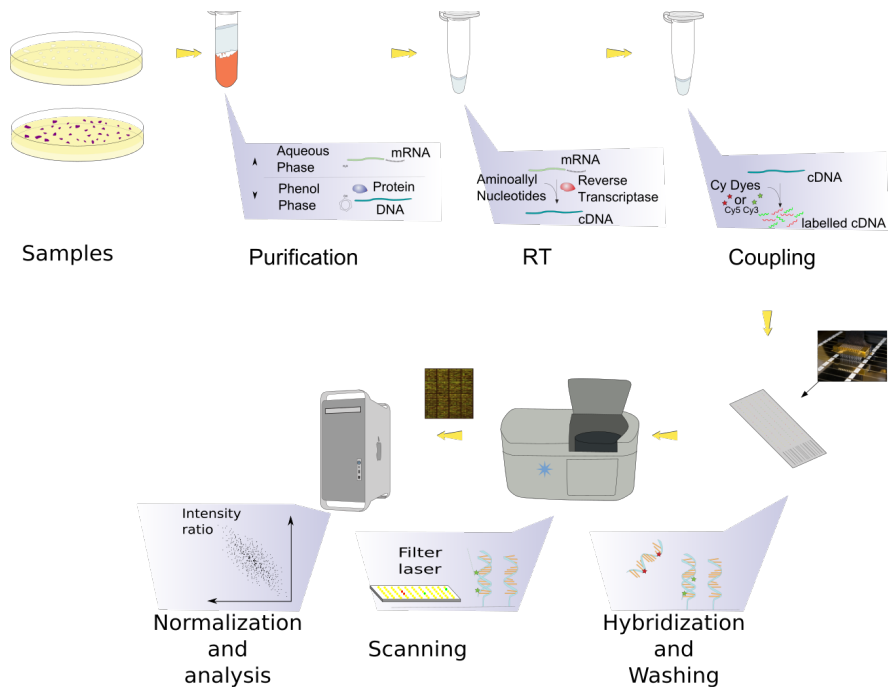 Aqueous
Phase
mRNA
Phenol
Phase
Protein
DNA
mRNA
Aminoallyl
Nucleotides
Reverse
Transcriptase
cDNA
cDNA
Cy Dyes
or
Cy5 Cy3
labelled cDNA
Samples
Purification
RT
Coupling
Intensity
ratio
Filter
laser
Normalization
and
analysis
Scanning
Hybridization
and
Washing